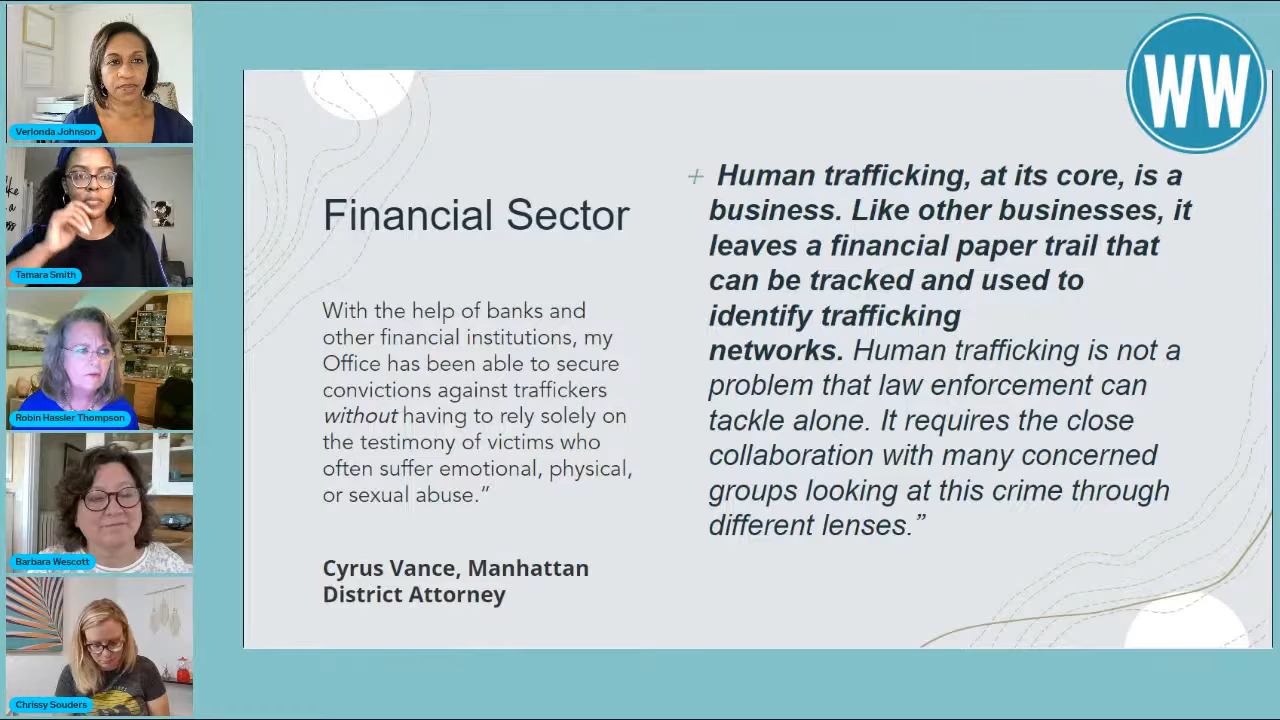 Verlonda Johnson
Tamara Smith
Robin Hassler Thompson
Barbara Wescott
Chrissy Souders
WW
Financial Sector
With the help of banks and
other financial institutions, my
Office has been able to secure
convictions against traffickers
without having to rely solely on
the testimony of victims who
often suffer emotional, physical,
or sexual abuse.”
Cyrus Vance, Manhattan
District Attorney
+ Human trafficking, at its core, is a
business. Like other businesses, it
leaves a financial paper trail that
can be tracked and used to
identify trafficking
networks. Human trafficking is not a
problem that law enforcement can
tackle alone. It requires the close
collaboration with many concerned
groups looking at this crime through
different lenses.”